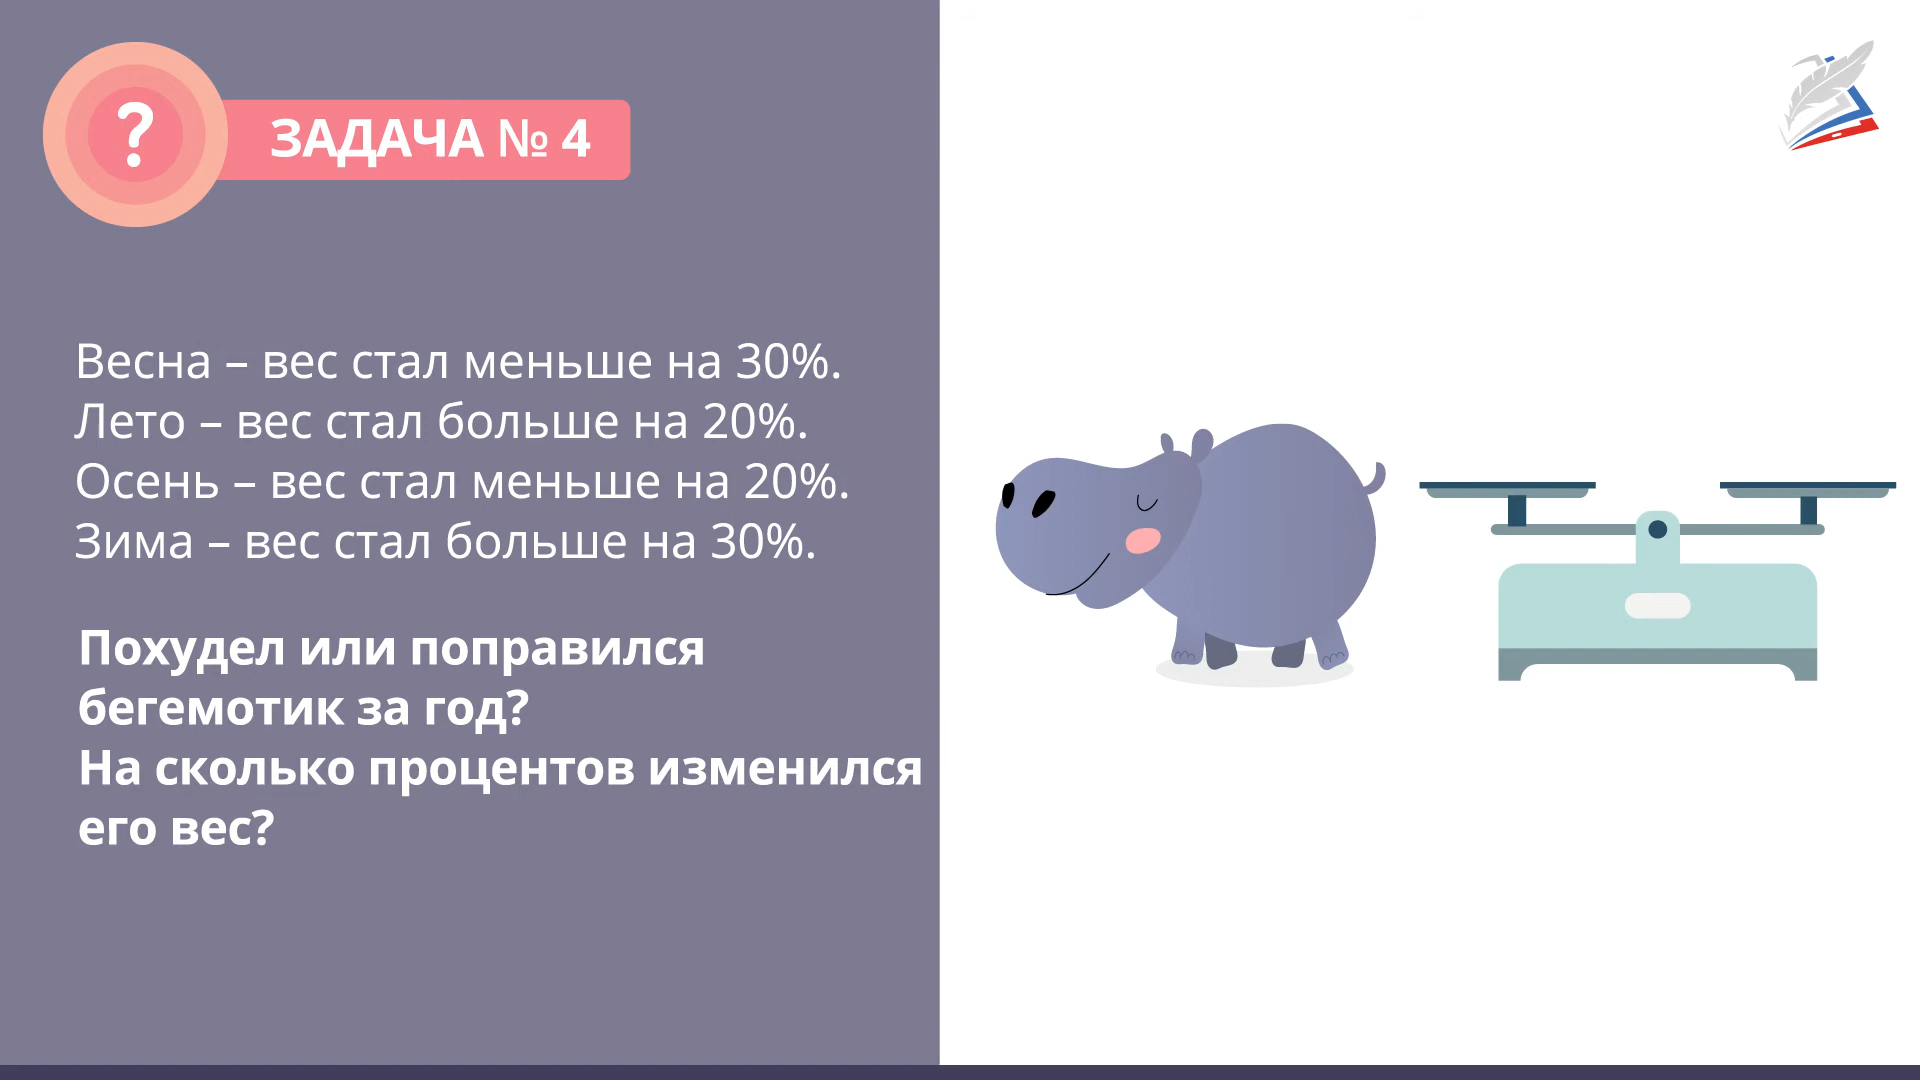 ?
ЗАДАЧА № 4
Весна – вес стал меньше на 30%.
Лето – вес стал больше на 20%.
Осень – вес стал меньше на 20%.
Зима – вес стал больше на 30%.
Похудел или поправился
бегемотик за год?
На сколько процентов изменился
его вес?